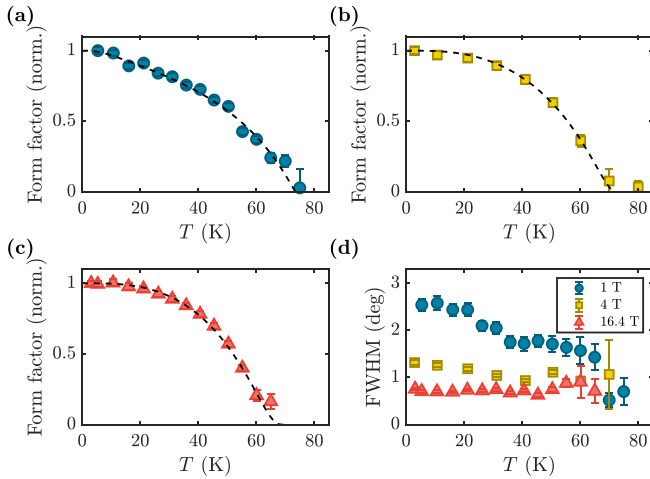 (a)
Form factor (norm.)
1
0.5
0
0 20 40 60 80
T (K)
(b)
Form factor (norm.)
1
0.5
0
0 20 40 60 80
T (K)
(c)
Form factor (norm.)
1
0.5
0
0 20 40 60 80
T (K)
(d)
FWHM (deg)
3
2
1
0
0 20 40 60 80
T (K)
1 T
4 T
16.4 T